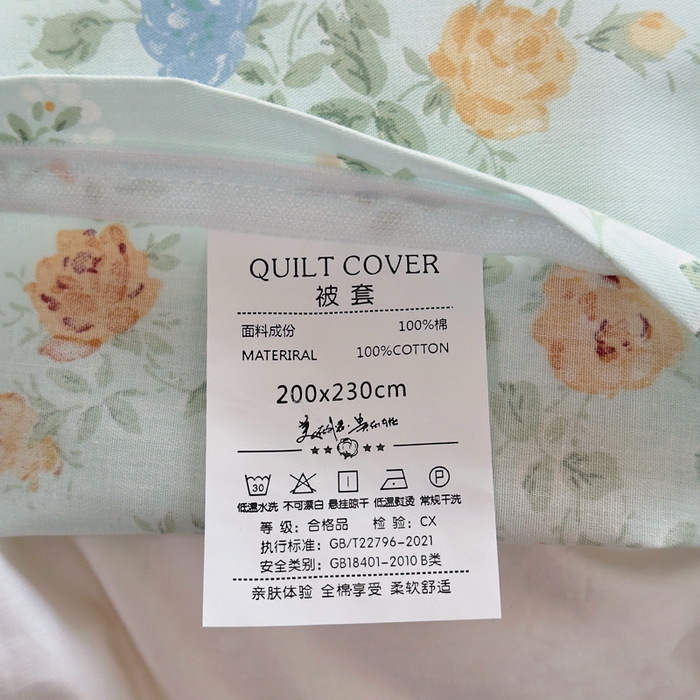 QUILT COVER
被套
面料成份 100%棉
MATERIRAL 100%COTTON
200x230cm
30 P
低温水洗 不可漂白 悬挂晾干 低温熨烫 常规干洗
等 级：合格品 检 验：CX
执行标准：GB/T22796-2021
安全类别：GB18401-2010 B类
亲肤体验 全棉享受 柔软舒适